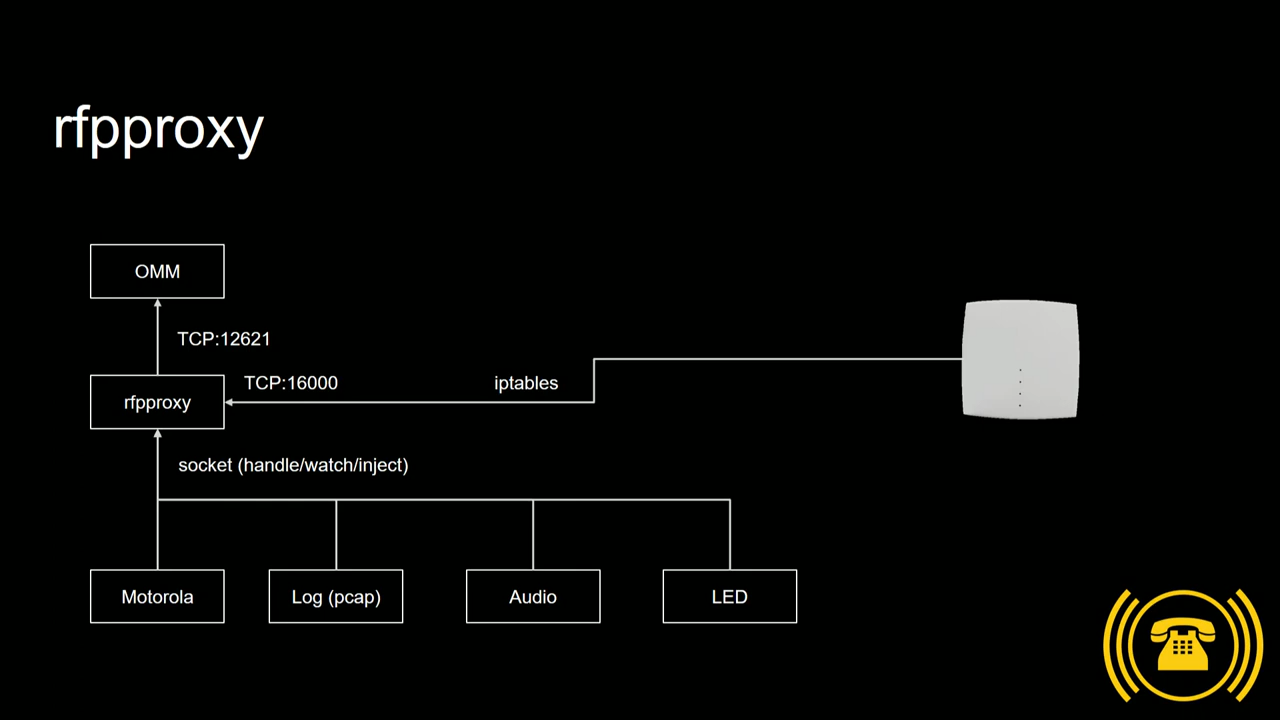 rfpproxy
OMM
TCP:12621
TCP:16000
iptables
rfpproxy
socket (handle/watch/inject)
Motorola
Log (pcap)
Audio
LED